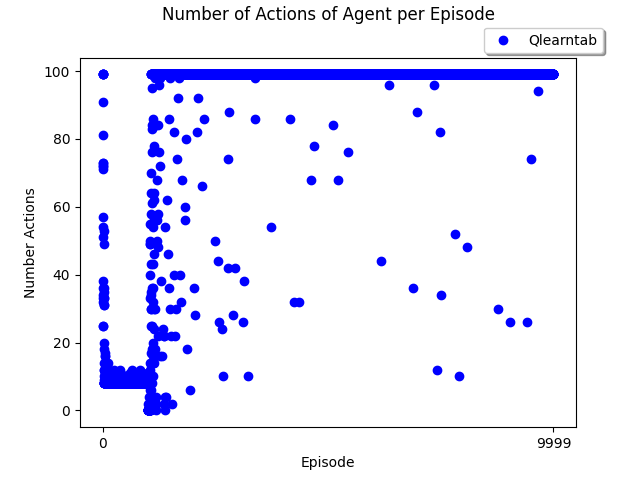 Number of Actions of Agent per Episode
Qlearntab
100
80
60
40
20
0
Number Actions
0
9999
Episode